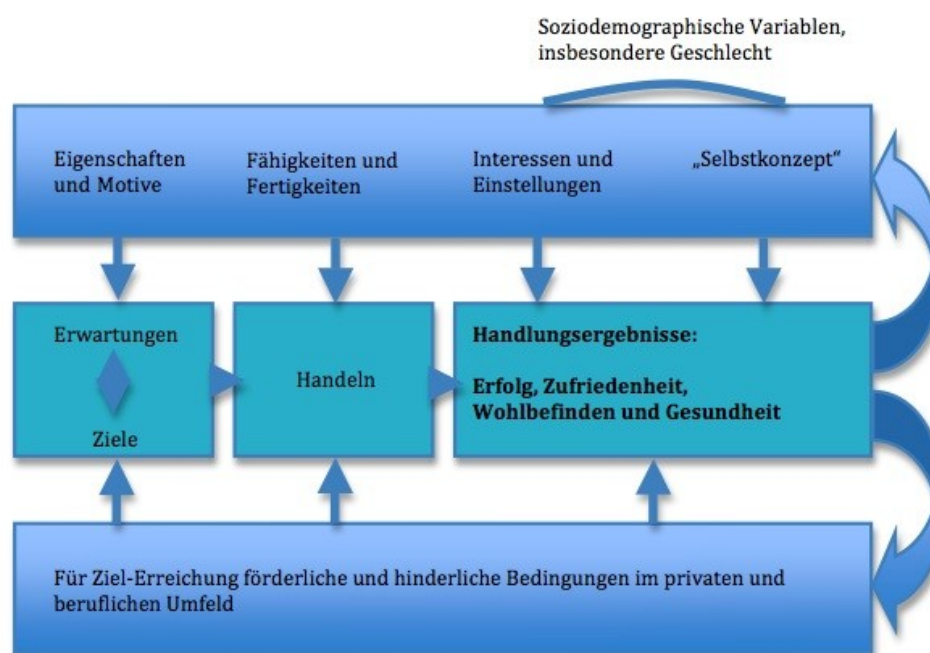 Soziodemographische Variablen,
insbesondere Geschlecht
Eigenschaften
und Motive
Fähigkeiten und
Fertigkeiten
Interessen und
Einstellungen
„Selbstkonzept“
Erwartungen
Ziele
Handeln
Handlungsergebnisse:
Erfolg, Zufriedenheit,
Wohlbefinden und Gesundheit
Für Ziel-Erreichung förderliche und hinderliche Bedingungen im privaten und
beruflichen Umfeld